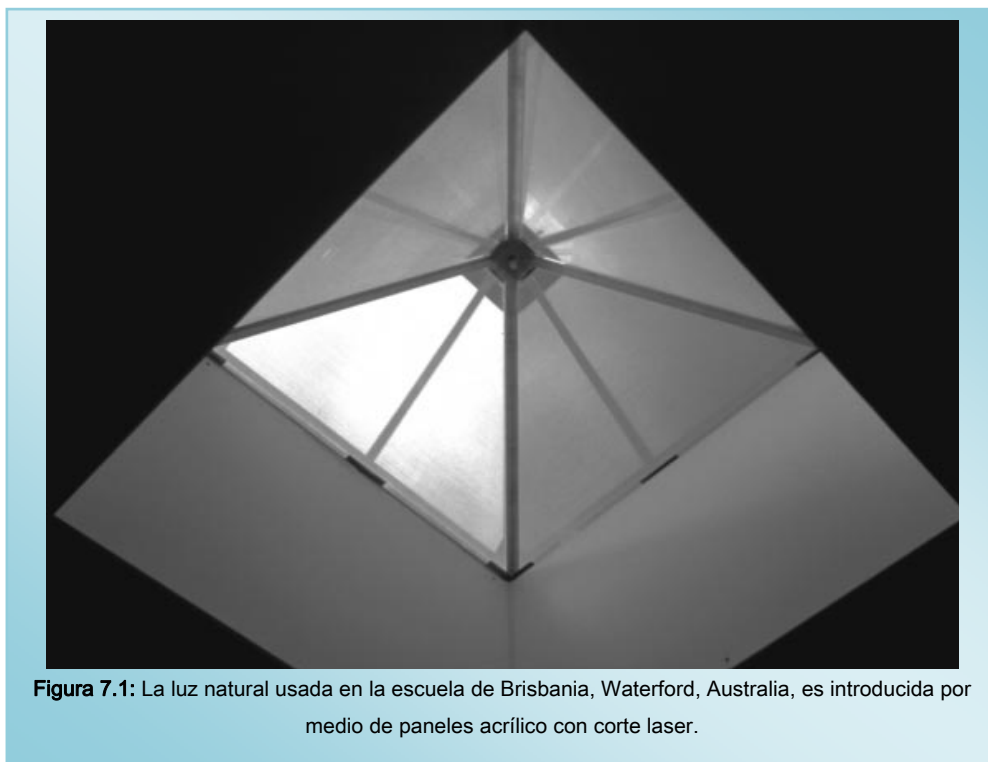 Figura 7.1: La luz natural usada en la escuela de Brisbania, Waterford, Australia, es introducida por
medio de paneles acrílico con corte laser.